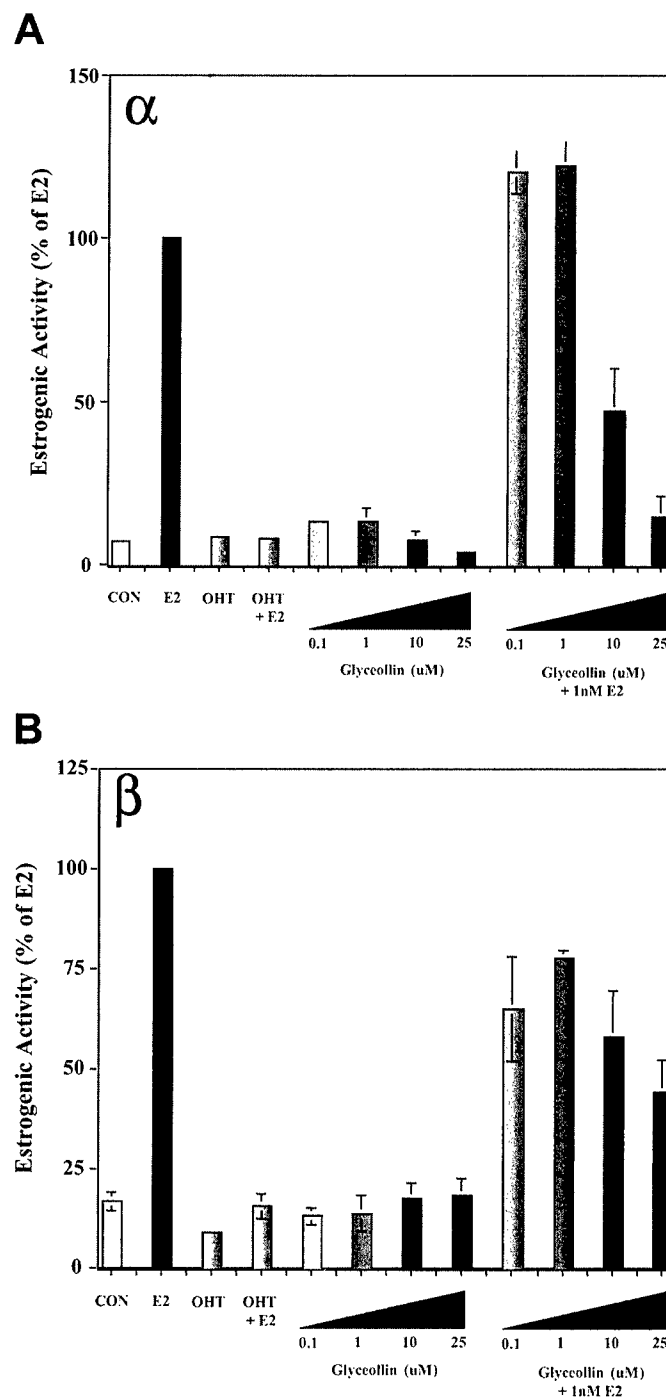 A
α
Estrogenic Activity (% of E2)
150
100
50
0
CON E2 OHT OHT + E2
0.1 1 10 25
Glyceollin (uM)
0.1 1 10 25
Glyceollin (uM)
+ 1nM E2
B
β
Estrogenic Activity (% of E2)
125
100
75
50
25
0
CON E2 OHT OHT + E2
0.1 1 10 25
Glyceollin (uM)
0.1 1 10 25
Glyceollin (uM)
+ 1nM E2